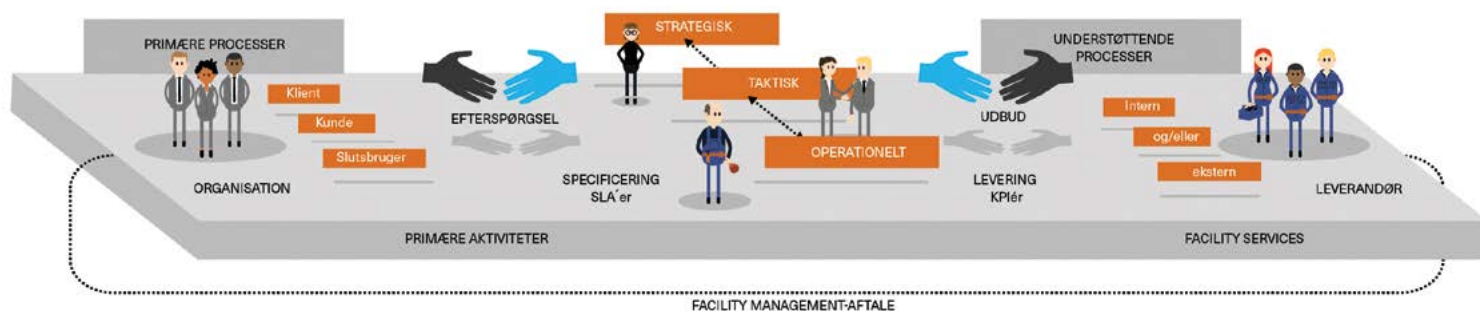 PRIMÆRE PROCESSER
Klient
Kunde
Slutsbruger
ORGANISATION
EFTERSPØRGSEL
SPECIFICERING
SLA´er
STRATEGISK
TAKTISK
OPERATIONELT
UDBUD
LEVERING
KPIér
UNDERSTØTTENDE
PROCESSER
Intern
og/eller
ekstern
LEVERANDØR
PRIMÆRE AKTIVITETER
FACILITY SERVICES
FACILITY MANAGEMENT-AFTALE